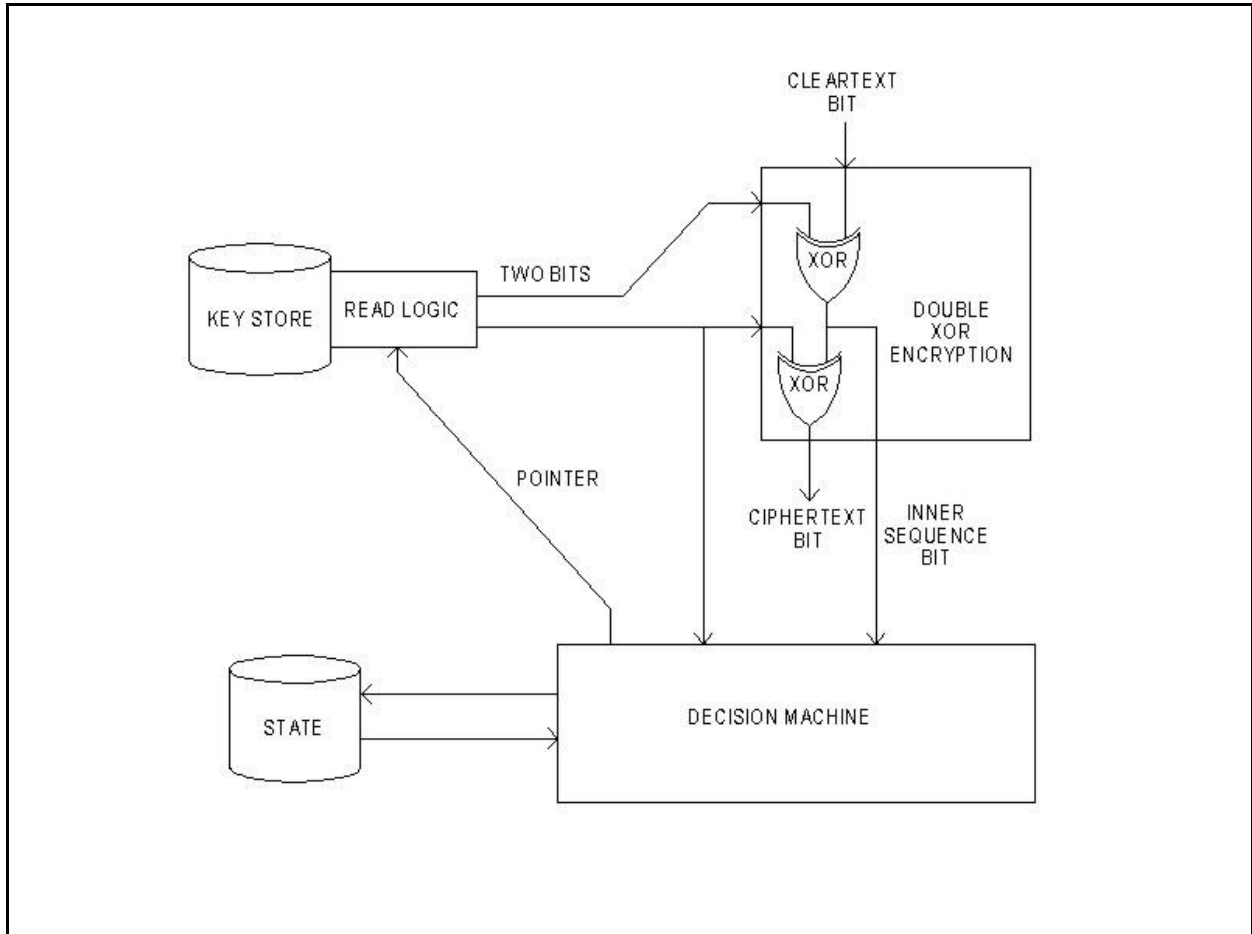 CLEARTEXT
BIT
TWO BITS
XOR
KEY STORE
READ LOGIC
DOUBLE
XOR
ENCRYPTION
XOR
POINTER
CIPHERTEXT
BIT
INNER
SEQUENCE
BIT
STATE
DECISION MACHINE